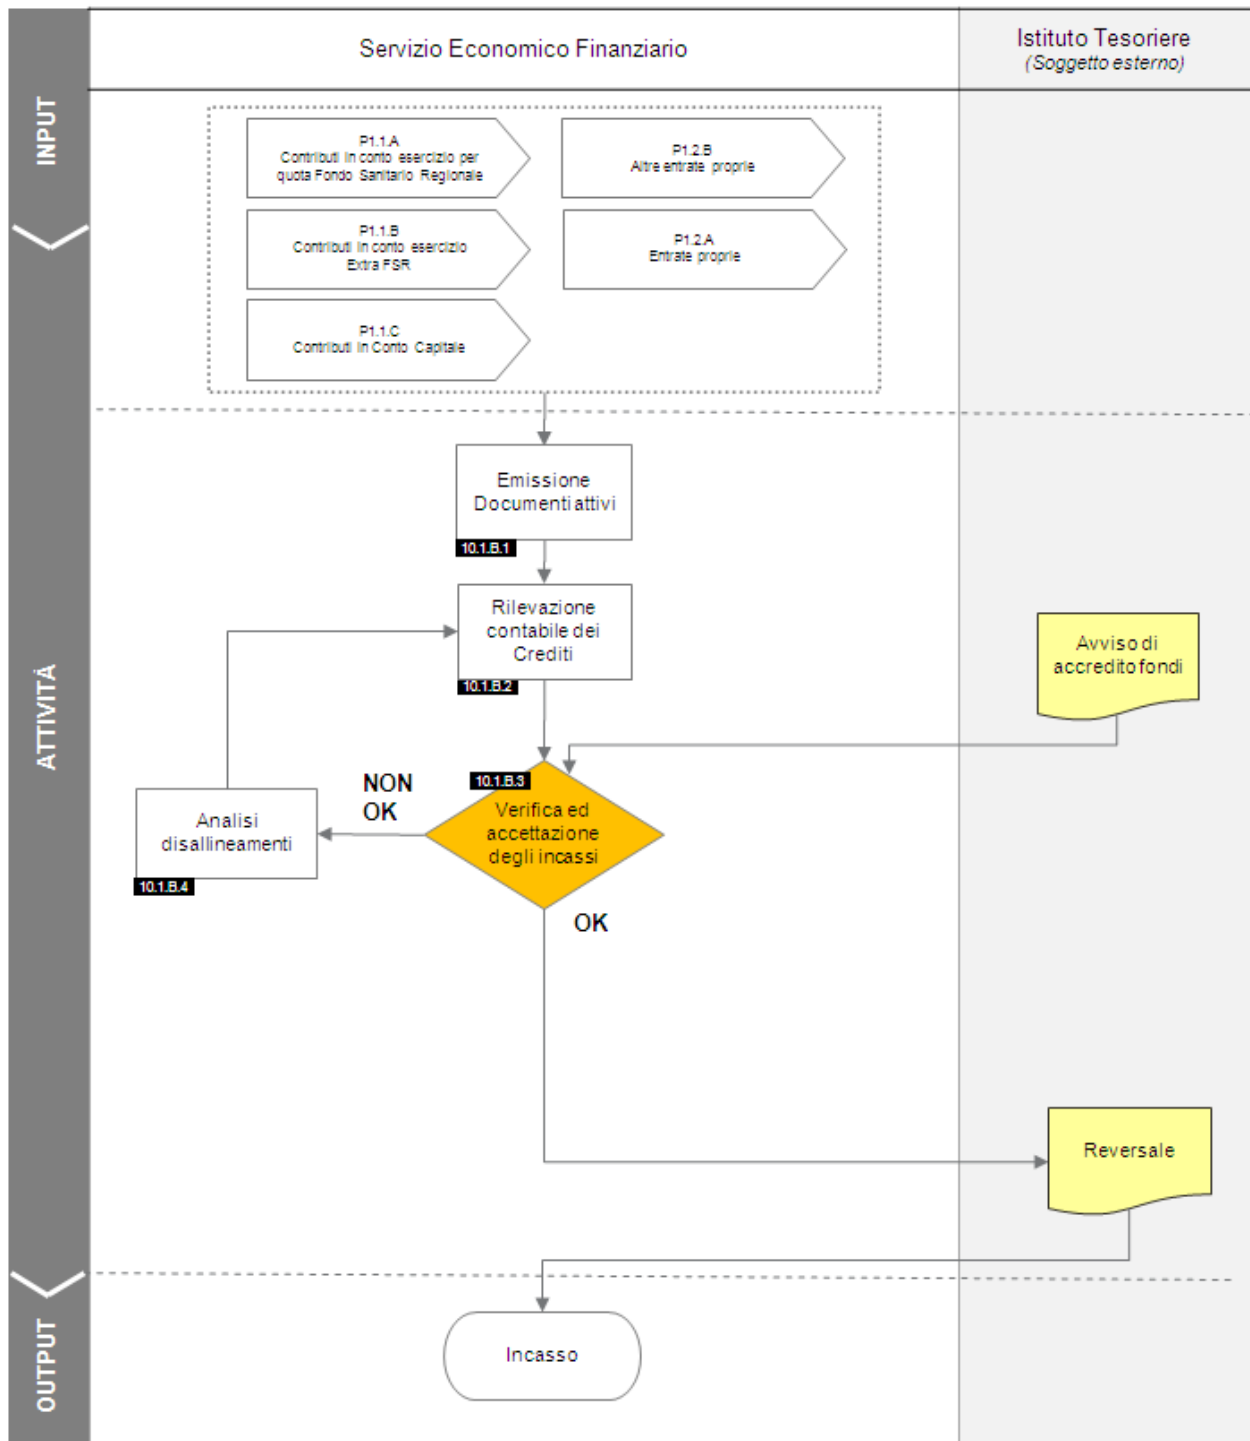 Servizio Economico Finanziario
Istituto Tesoriere
(Soggetto esterno)
INPUT
P1.1.A
Contributi in conto esercizio per
quota Fondo Sanitario Regionale
P1.2.B
Altre entrate proprie
P1.1.B
Contributi in conto esercizio
Extra FSR
P1.2.A
Entrate proprie
P1.1.C
Contributi in Conto Capitale
ATTIVITÀ
Emissione
Documenti attivi
10.1.B.1
Rilevazione
contabile dei
Crediti
10.1.B.2
Avviso di
accredito fondi
10.1.B.3
Verifica ed
accettazione
degli incassi
NON
OK
Analisi
disallineamenti
10.1.B.4
OK
Reversale
OUTPUT
Incasso